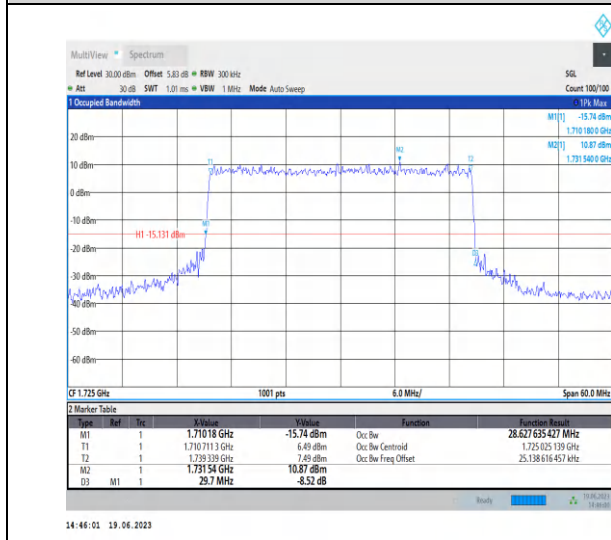 MultiView Spectrum
Ref Level 30.00 dBm Offset 5.83 dB RBW 300 kHz SGL
Att 30 dB SWT 1.01 ms VBW 1 MHz Mode Auto Sweep Count 100/100
1 Occupied Bandwidth 1Pk Max
M1[1] -15.74 dBm
1.710 180 0 GHz
M2[1] 10.87 dBm
1.731 540 0 GHz
20 dBm
10 dBm
T1 M2 T2
0 dBm
-10 dBm
M1
H1 -15.131 dBm
-20 dBm
D3
-30 dBm
-40 dBm
-50 dBm
-60 dBm
CF 1.725 GHz 1001 pts 6.0 MHz/ Span 60.0 MHz
2 Marker Table
Type Ref Trc X-Value Y-Value Function Function Result
M1 1 1.71018 GHz -15.74 dBm Occ Bw 28.627 635 427 MHz
T1 1 1.710 711 3 GHz 6.49 dBm Occ Bw Centroid 1.725 025 139 GHz
T2 1 1.739 339 GHz 7.49 dBm Occ Bw Freq Offset 25.138 616 457 kHz
M2 1 1.731 54 GHz 10.87 dBm
D3 M1 1 29.7 MHz -8.52 dB
Ready 19.06.2023
14:46:01 19.06.2023